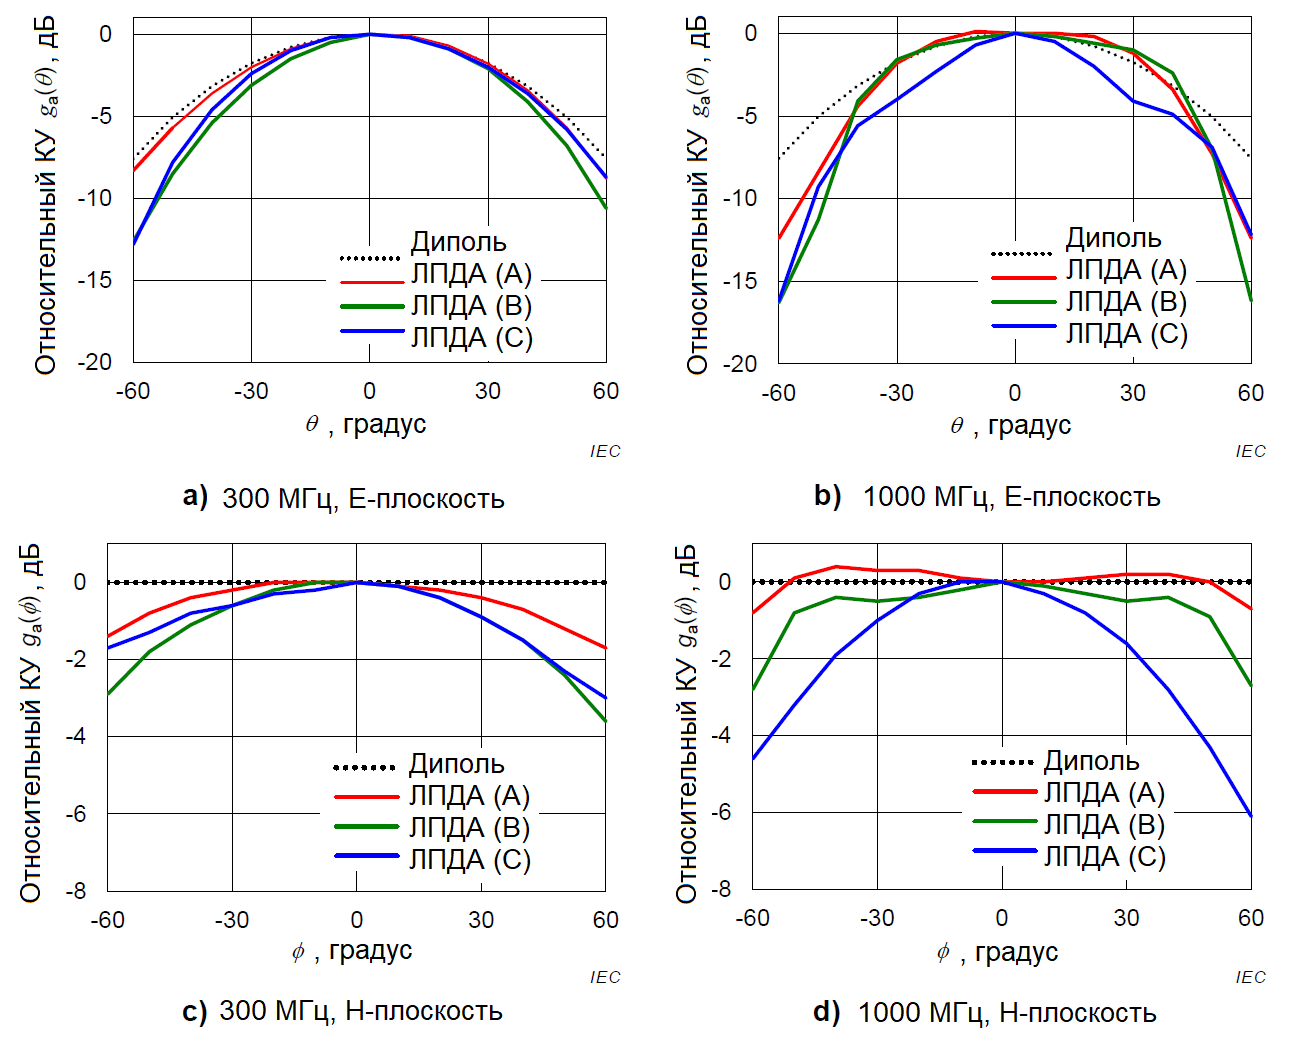 Относительный КУ gₐ(θ), дБ
0
-5
-10
-15
-20
Диполь
ЛПДА (A)
ЛПДА (B)
ЛПДА (C)
-60
-30
0
30
60
θ , градус
IEC
a) 300 МГц, E-плоскость
Относительный КУ gₐ(θ), дБ
0
-5
-10
-15
-20
Диполь
ЛПДА (A)
ЛПДА (B)
ЛПДА (C)
-60
-30
0
30
60
θ , градус
IEC
b) 1000 МГц, E-плоскость
Относительный КУ gₐ(ϕ), дБ
0
-2
-4
-6
-8
Диполь
ЛПДА (A)
ЛПДА (B)
ЛПДА (C)
-60
-30
0
30
60
ϕ , градус
IEC
c) 300 МГц, H-плоскость
Относительный КУ gₐ(ϕ), дБ
0
-2
-4
-6
-8
Диполь
ЛПДА (A)
ЛПДА (B)
ЛПДА (C)
-60
-30
0
30
60
ϕ , градус
IEC
d) 1000 МГц, H-плоскость